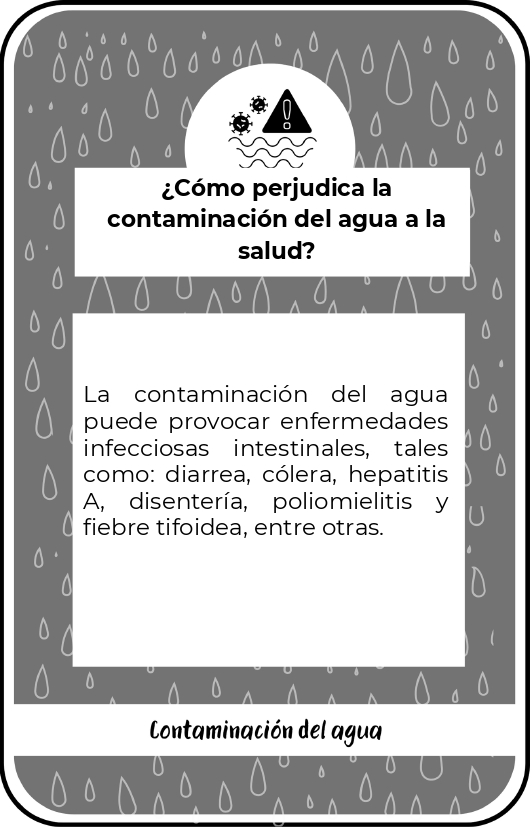 ¿Cómo perjudica la
contaminación del agua a la
salud?
La contaminación del agua
puede provocar enfermedades
infecciosas intestinales, tales
como: diarrea, cólera, hepatitis
A, disentería, poliomielitis y
fiebre tifoidea, entre otras.
Contaminación del agua